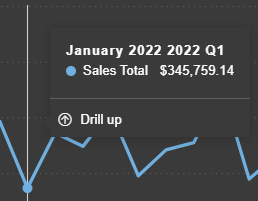 January 2022 2022 Q1
Sales Total $345,759.14
Drill up